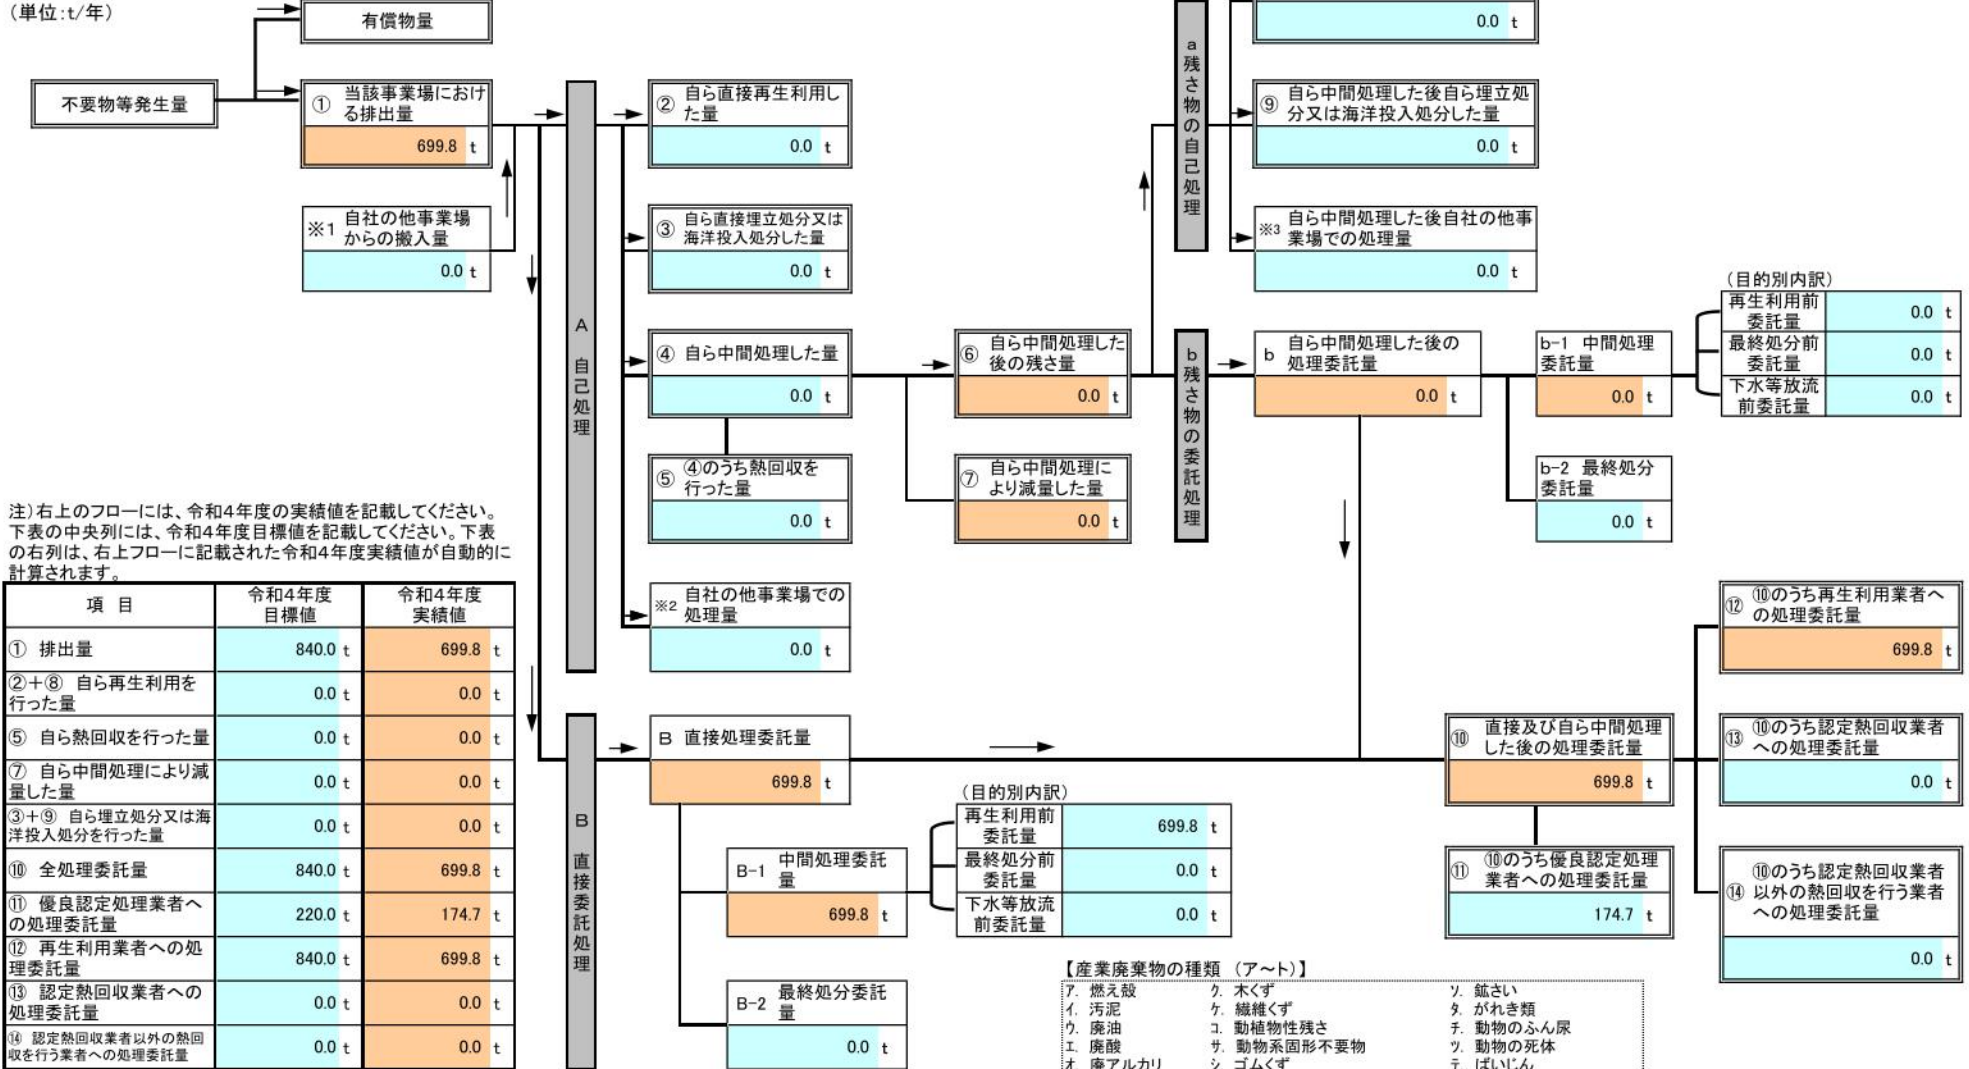 (単位:t/年)
有償物量
不要物等発生量
① 当該事業場におけ
る排出量
699.8 t
※1 自社の他事業場
からの搬入量
0.0 t
A 自己処理
② 自ら直接再生利用し
た量
0.0 t
③ 自ら直接埋立処分又は
海洋投入処分した量
0.0 t
④ 自ら中間処理した量
0.0 t
⑤ ④のうち熱回収を
行った量
0.0 t
※2 自社の他事業場での
処理量
0.0 t
⑥ 自ら中間処理した
後の残さ量
0.0 t
⑦ 自ら中間処理に
より減量した量
0.0 t
a残さ物の自己処理
0.0 t
⑨ 自ら中間処理した後自ら埋立処
分又は海洋投入処分した量
0.0 t
※3 自ら中間処理した後自社の他事
業場での処理量
0.0 t
b残さ物の委託処理
b 自ら中間処理した後の
処理委託量
0.0 t
b-1 中間処理
委託量
0.0 t
b-2 最終処分
委託量
0.0 t
(目的別内訳)
再生利用前
委託量
0.0 t
最終処分前
委託量
0.0 t
下水等放流
前委託量
0.0 t
注)右上のフローには、令和4年度の実績値を記載してください。
下表の中央列には、令和4年度目標値を記載してください。下表
の右列は、右上フローに記載された令和4年度実績値が自動的に
計算されます。
項 目 令和4年度 目標値 令和4年度 実績値
① 排出量 840.0 t 699.8 t
②+⑧ 自ら再生利用を
行った量 0.0 t 0.0 t
⑤ 自ら熱回収を行った量 0.0 t 0.0 t
⑦ 自ら中間処理により減
量した量 0.0 t 0.0 t
③+⑨ 自ら埋立処分又は海
洋投入処分を行った量 0.0 t 0.0 t
⑩ 全処理委託量 840.0 t 699.8 t
⑪ 優良認定処理業者へ
の処理委託量 220.0 t 174.7 t
⑫ 再生利用業者への処
理委託量 840.0 t 699.8 t
⑬ 認定熱回収業者への
処理委託量 0.0 t 0.0 t
⑭ 認定熱回収業者以外の熱回
収を行う業者への処理委託量 0.0 t 0.0 t
B 直接委託処理
B 直接処理委託量
699.8 t
B-1 中間処理委託
量
699.8 t
B-2 最終処分委託
量
0.0 t
(目的別内訳)
再生利用前
委託量
699.8 t
最終処分前
委託量
0.0 t
下水等放流
前委託量
0.0 t
⑩ 直接及び自ら中間処理
した後の処理委託量
699.8 t
⑪ ⑩のうち優良認定処理
業者への処理委託量
174.7 t
⑫ ⑩のうち再生利用業者へ
の処理委託量
699.8 t
⑬ ⑩のうち認定熱回収業者
への処理委託量
0.0 t
⑭ ⑩のうち認定熱回収業者
以外の熱回収を行う業者
への処理委託量
0.0 t
【産業廃棄物の種類 (ア~ト)】
ア. 燃え殻 ク. 木くず ソ. 鉱さい
イ. 汚泥 ケ. 繊維くず タ. がれき類
ウ. 廃油 コ. 動植物性残さ チ. 動物のふん尿
エ. 廃酸 サ. 動物系固形不要物 ツ. 動物の死体
オ. 廃アルカリ シ. ゴムくず テ. ばいじん